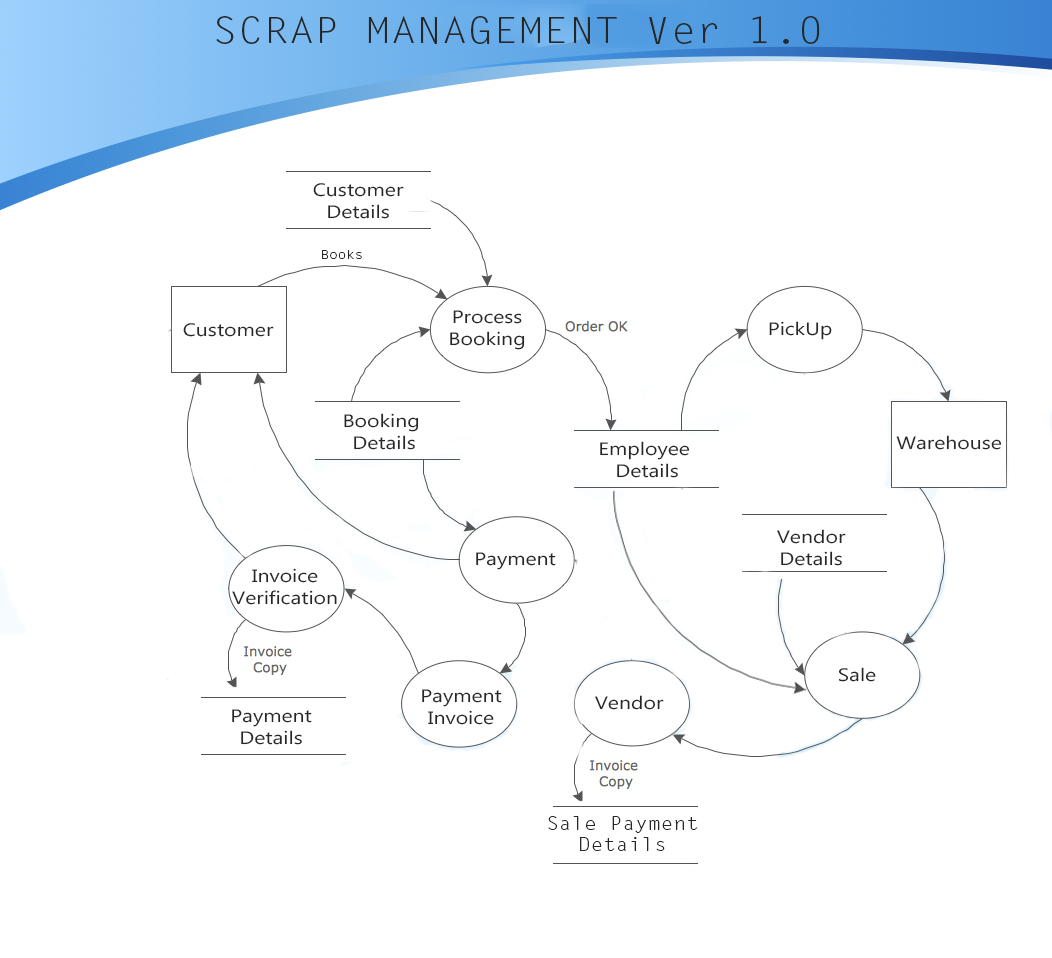 SCRAP MANAGEMENT Ver 1.0
Customer
Details
Books
Customer
Process
Booking
Order OK
PickUp
Booking
Details
Employee
Details
Warehouse
Vendor
Details
Payment
Invoice
Verification
Invoice
Copy
Payment
Details
Payment
Invoice
Vendor
Sale
Invoice
Copy
Sale Payment
Details